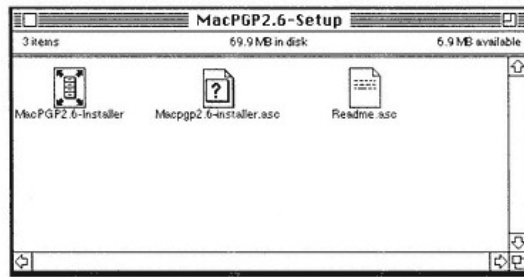 MacPGP2.6-Setup
3 items 69.9 MB in disk 6.9 MB available
?
MacPGP2.6-Installer Macpgp2.6-installer.asc Readme.asc